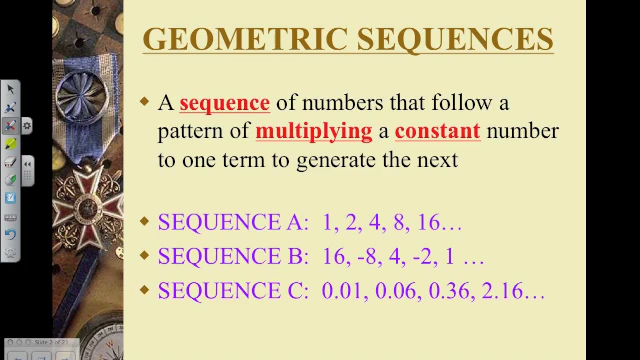 GEOMETRIC SEQUENCES
A sequence of numbers that follow a
pattern of multiplying a constant number
to one term to generate the next
SEQUENCE A: 1, 2, 4, 8, 16…
SEQUENCE B: 16, -8, 4, -2, 1 …
SEQUENCE C: 0.01, 0.06, 0.36, 2.16…